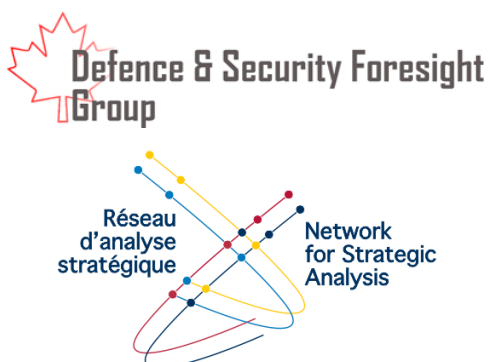 Defence & Security Foresight
Group
Réseau
d'analyse
stratégique
Network
for Strategic
Analysis